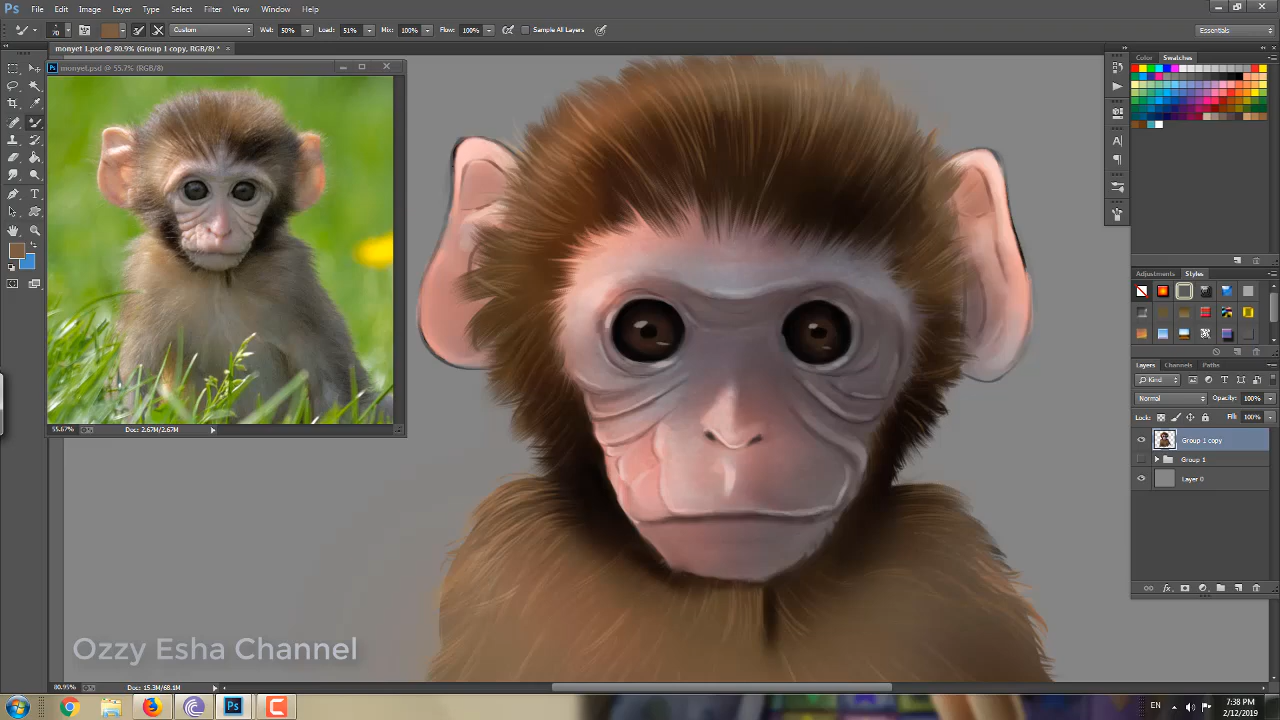 Ps File Edit Image Layer Type Select Filter View Window Help
70 Custom Wet: 50% Load: 51% Mix: 100% Flow: 100% Sample All Layers Essentials
monyet 1.psd @ 80.9% (Group 1 copy, RGB/8) * ×
Ps monyet.psd @ 55.7% (RGB/8)
Color Swatches
Adjustments Styles
Layers Channels Paths
Kind
Normal Opacity: 100%
Lock: Fill: 100%
Group 1 copy
Group 1
Layer 0
55.67% Doc: 2.67M/2.67M
Ozzy Esha Channel
80.95% Doc: 15.3M/68.1M
Ps EN 7:38 PM
2/12/2019